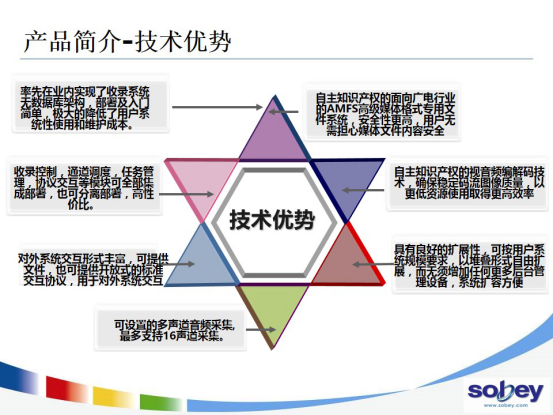 产品简介-技术优势
率先在业内实现了收录系统
无数据库架构，部署及入门
简单，极大的降低了用户系
统性使用和维护成本。
自主知识产权的面向广电行业
的AMFS高级媒体格式专用文
件系统，安全性更高，用户无
需担心媒体文件内容安全
收录控制，通道调度，任务管
理，协议交互等模块可全部集
成部署，也可分离部署，高性
价比。
自主知识产权的视音频编解码技
术，确保稳定码流图像质量，以
更低资源使用取得更高效率
技术优势
对外系统交互形式丰富，可提供
文件，也可提供开放式的标准
交互协议，用于对外系统交互
具有良好的扩展性，可按用户系
统规模要求，以堆叠形式自由扩
展，而无须增加任何更多后台管
理设备，系统扩容方便
可设置的多声道音频采集，
最多支持16声道采集。
sobey
www.sobey.com